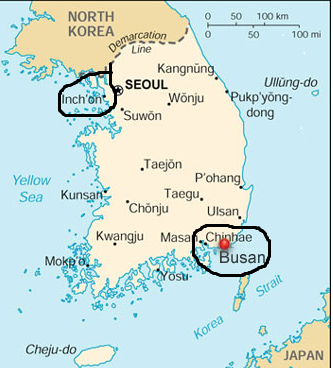 NORTH
KOREA
0 50 100 km
0 50 100 mi
Demarcation
Line
Kangnŭng
Ullŭng-do
SEOUL
Inch'on
Wŏnju
Pukp'yŏng-
dong
Suwŏn
Taejŏn
Yellow
Sea
P'ohang
Kunsan
Chŏnju
Taegu
Ulsan
Kwangju
Masan
Chinhae
Busan
Mokp'o
Yŏsu
Korea Strait
Cheju-do
JAPAN